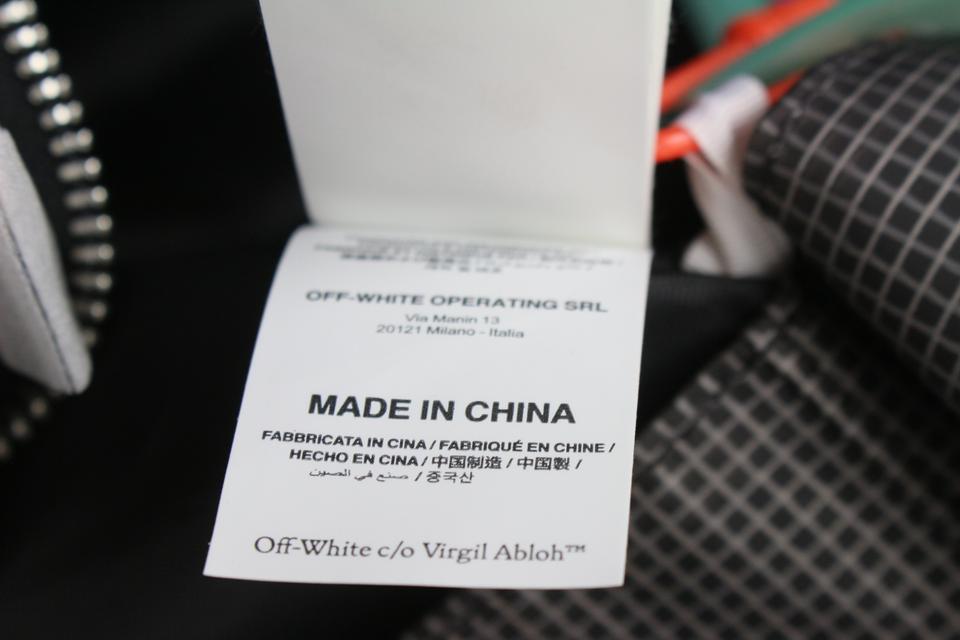 OFF-WHITE OPERATING SRL
Via Manin 13
20121 Milano - Italia
MADE IN CHINA
FABBRICATA IN CINA / FABRIQUÉ EN CHINE /
HECHO EN CINA / 中国制造 / 中国製 /
صنع في الصين / 중국산
Off-White c/o Virgil Abloh™